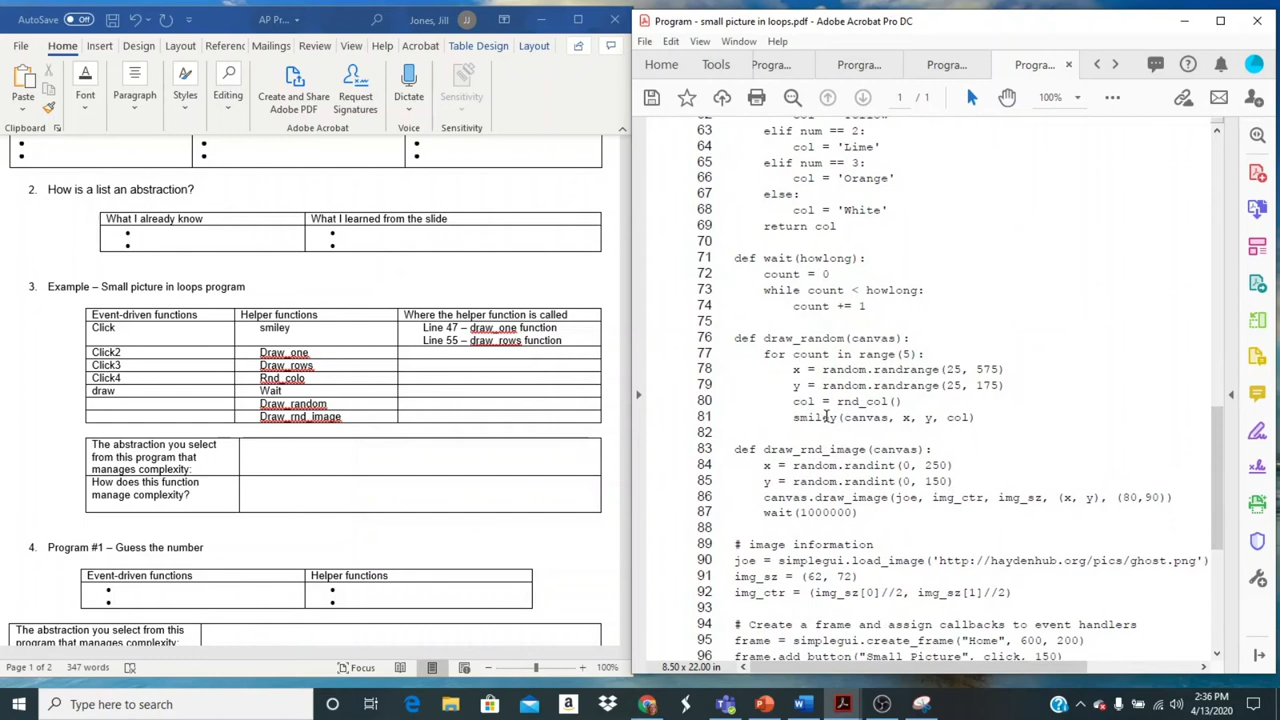 AutoSave Off AP Pr... Jones, Jill JJ
File Home Insert Design Layout References Mailings Review View Help Acrobat Table Design Layout
Paste Font Paragraph Styles Editing Create and Share Adobe PDF Request Signatures Dictate Sensitivity
Clipboard Adobe Acrobat Voice Sensitivity
2. How is a list an abstraction?
What I already know What I learned from the slide
3. Example – Small picture in loops program
Event-driven functions Helper functions Where the helper function is called
Click smiley Line 47 – draw_one function
Line 55 – draw_rows function
Click2 Draw_one
Click3 Draw_rows
Click4 Rnd_colo
draw Wait
Draw_random
Draw_rnd_image
The abstraction you select
from this program that
manages complexity:
How does this function
manage complexity?
4. Program #1 – Guess the number
Event-driven functions Helper functions
The abstraction you select from this
program that manages complexity:
Page 1 of 2 347 words Focus 100%
Program - small picture in loops.pdf - Adobe Acrobat Pro DC
File Edit View Window Help
Home Tools Progra... Progra... Progra... Progra...
1 / 1 100%
62 col = 'Yellow'
63 elif num == 2:
64 col = 'Lime'
65 elif num == 3:
66 col = 'Orange'
67 else:
68 col = 'White'
69 return col
70
71 def wait(howlong):
72 count = 0
73 while count < howlong:
74 count += 1
75
76 def draw_random(canvas):
77 for count in range(5):
78 x = random.randrange(25, 575)
79 y = random.randrange(25, 175)
80 col = rnd_col()
81 smiley(canvas, x, y, col)
82
83 def draw_rnd_image(canvas):
84 x = random.randint(0, 250)
85 y = random.randint(0, 150)
86 canvas.draw_image(joe, img_ctr, img_sz, (x, y), (80,90))
87 wait(1000000)
88
89 # image information
90 joe = simplegui.load_image('http://haydenhub.org/pics/ghost.png')
91 img_sz = (62, 72)
92 img_ctr = (img_sz[0]//2, img_sz[1]//2)
93
94 # Create a frame and assign callbacks to event handlers
95 frame = simplegui.create_frame("Home", 600, 200)
96 frame.add_button("Small Picture", click, 150)
8.50 x 22.00 in
Type here to search
2:36 PM
4/13/2020